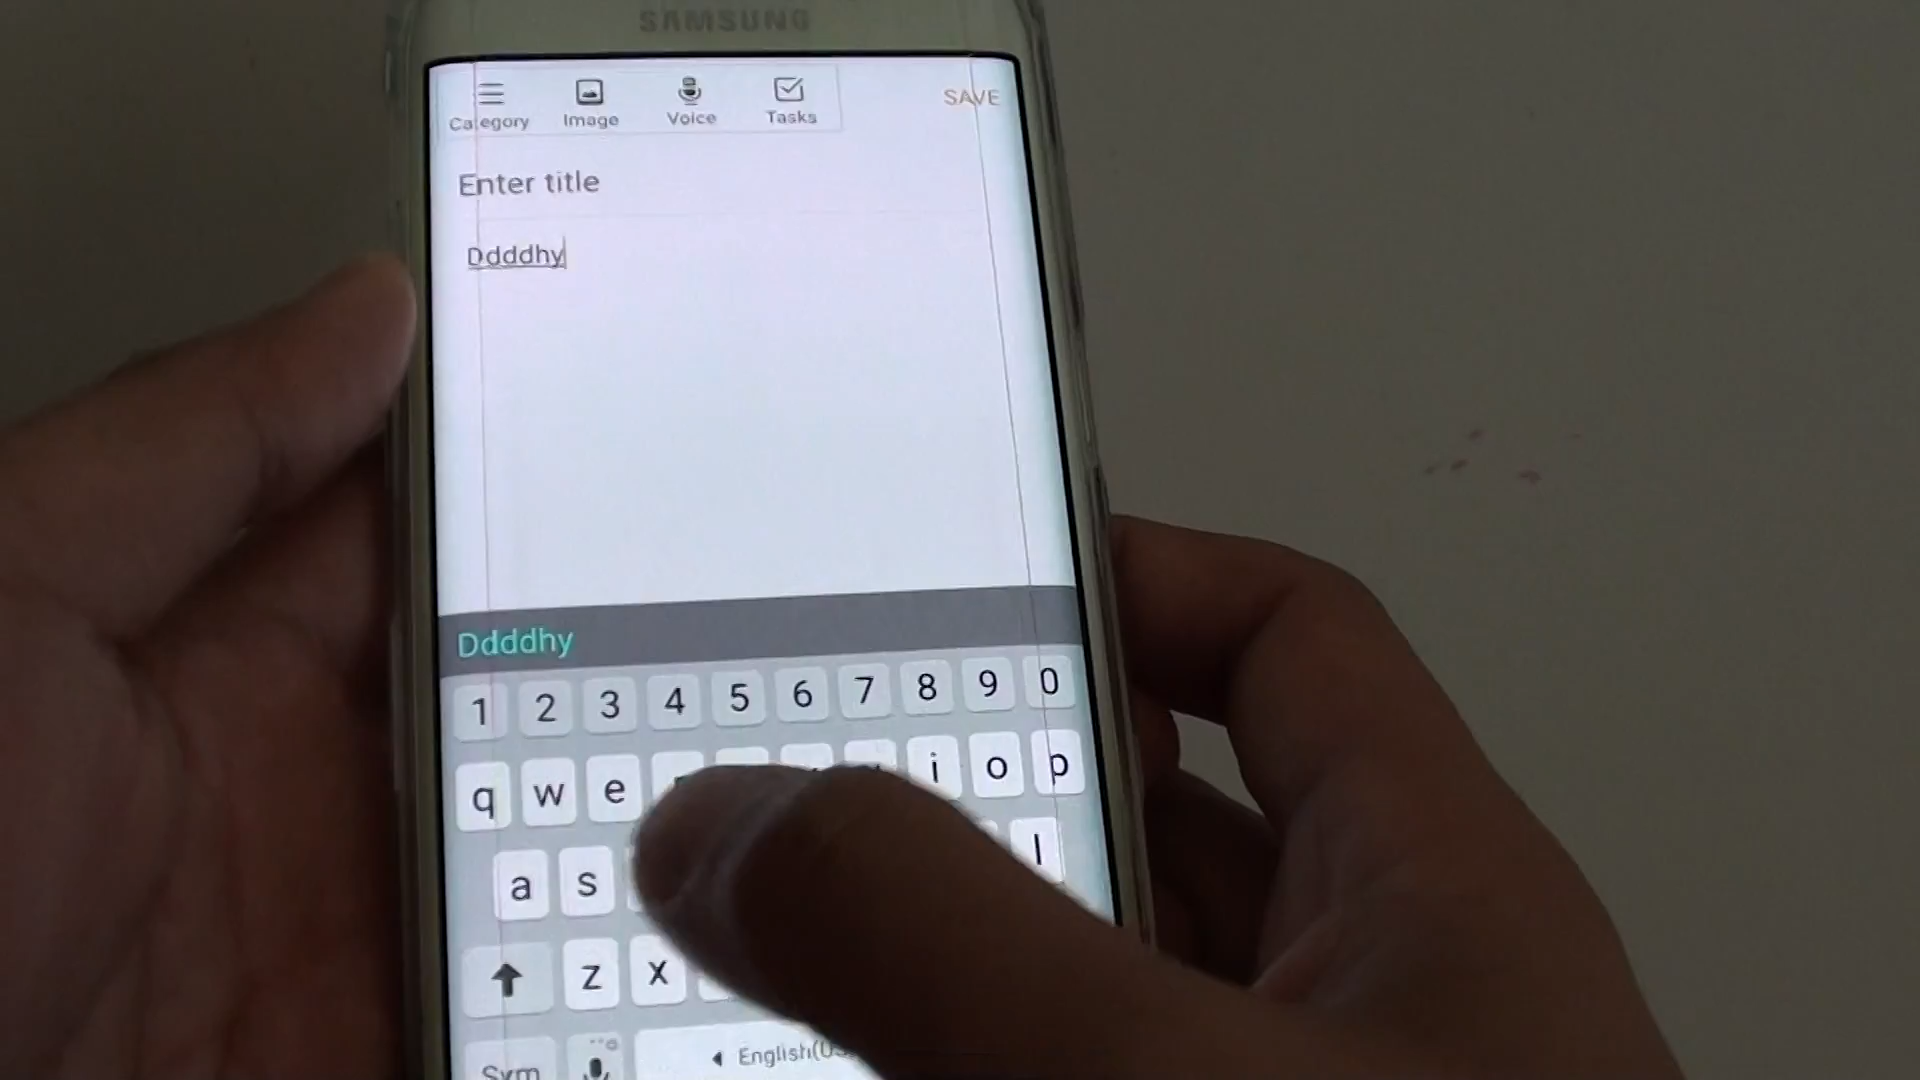 SAMSUNG
Category Image Voice Tasks
SAVE
Enter title
Dddddhy
Ddddhy
1 2 3 4 5 6 7 8 9 0
q w e i o p
a s l
z x
Sym English(US